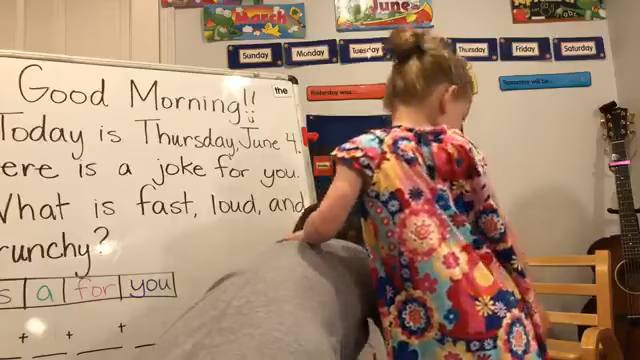 March
June
abc
Sunday Monday Tuesday Thursday Friday Saturday
Yesterday was...
Tomorrow will be...
the
Good Morning!!
Today is Thursday, June 4.
ere is a joke for you.
What is fast, loud, and
runchy?
s a for you
+ + +